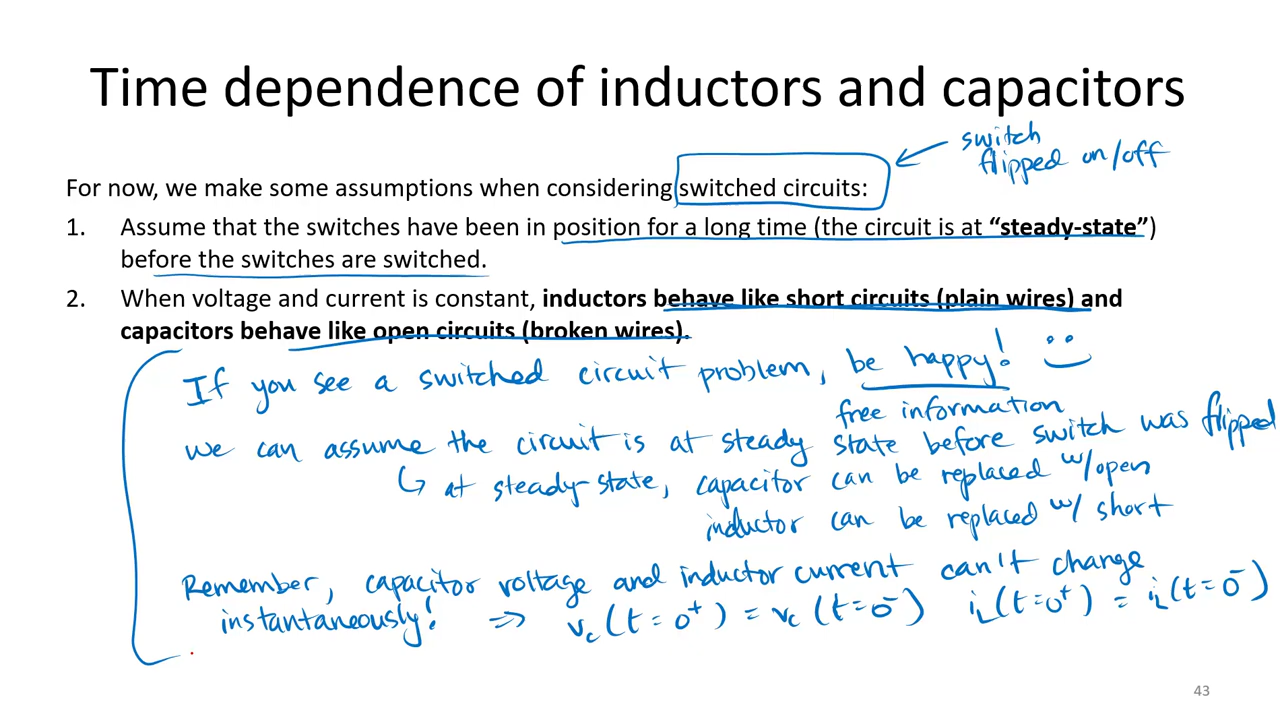 Time dependence of inductors and capacitors
switch
flipped on/off
For now, we make some assumptions when considering switched circuits:
1. Assume that the switches have been in position for a long time (the circuit is at “steady-state”)
before the switches are switched.
2. When voltage and current is constant, inductors behave like short circuits (plain wires) and
capacitors behave like open circuits (broken wires).
If you see a switched circuit problem, be happy!
free information
we can assume the circuit is at steady state before switch was flipped
↳ at steady-state, capacitor can be replaced w/open
inductor can be replaced w/ short
Remember, capacitor voltage and inductor current can't change
instantaneously! => v_c(t=0⁺) = v_c(t=0⁻) i_L(t=0⁺) = i_L(t=0⁻)
43